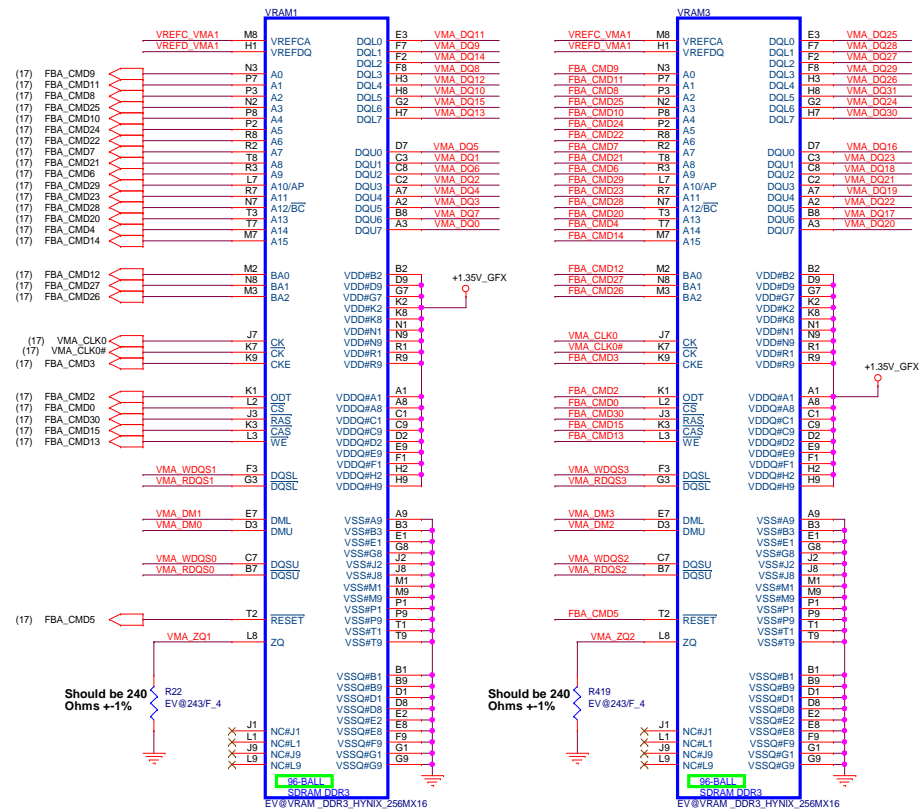 VRAM1
VREFC_VMA1 M8 VREFCA
VREFD_VMA1 H1 VREFDQ
(17) FBA_CMD9 N3 A0
(17) FBA_CMD11 P7 A1
(17) FBA_CMD8 P3 A2
(17) FBA_CMD25 N2 A3
(17) FBA_CMD10 P8 A4
(17) FBA_CMD24 P2 A5
(17) FBA_CMD22 R8 A6
(17) FBA_CMD7 R2 A7
(17) FBA_CMD21 T8 A8
(17) FBA_CMD6 R3 A9
(17) FBA_CMD29 L7 A10/AP
(17) FBA_CMD23 R7 A11
(17) FBA_CMD28 N7 A12/BC
(17) FBA_CMD20 T3 A13
(17) FBA_CMD4 T7 A14
(17) FBA_CMD14 M7 A15
(17) FBA_CMD12 M2 BA0
(17) FBA_CMD27 N8 BA1
(17) FBA_CMD26 M3 BA2
(17) VMA_CLK0 J7 CK
(17) VMA_CLK0# K7 CK
(17) FBA_CMD3 K9 CKE
(17) FBA_CMD2 K1 ODT
(17) FBA_CMD0 L2 CS
(17) FBA_CMD30 J3 RAS
(17) FBA_CMD15 K3 CAS
(17) FBA_CMD13 L3 WE
VMA_WDQS1 F3 DQSL
VMA_RDQS1 G3 DQSL
VMA_DM1 E7 DML
VMA_DM0 D3 DMU
VMA_WDQS0 C7 DQSU
VMA_RDQS0 B7 DQSU
(17) FBA_CMD5 T2 RESET
VMA_ZQ1 L8 ZQ
Should be 240
Ohms +-1%
R22
EV@243/F_4
J1 NC#J1
L1 NC#L1
J9 NC#J9
L9 NC#L9
DQL0 E3 VMA_DQ11
DQL1 F7 VMA_DQ9
DQL2 F2 VMA_DQ14
DQL3 F8 VMA_DQ8
DQL4 H3 VMA_DQ12
DQL5 H8 VMA_DQ10
DQL6 G2 VMA_DQ15
DQL7 H7 VMA_DQ13
DQU0 D7 VMA_DQ5
DQU1 C3 VMA_DQ1
DQU2 C8 VMA_DQ6
DQU3 C2 VMA_DQ2
DQU4 A7 VMA_DQ4
DQU5 A2 VMA_DQ3
DQU6 B8 VMA_DQ7
DQU7 A3 VMA_DQ0
VDD#B2 B2
VDD#D9 D9
VDD#G7 G7
VDD#K2 K2
VDD#K8 K8
VDD#N1 N1
VDD#N9 N9
VDD#R1 R1
VDD#R9 R9
+1.35V_GFX
VDDQ#A1 A1
VDDQ#A8 A8
VDDQ#C1 C1
VDDQ#C9 C9
VDDQ#D2 D2
VDDQ#E9 E9
VDDQ#F1 F1
VDDQ#H2 H2
VDDQ#H9 H9
VSS#A9 A9
VSS#B3 B3
VSS#E1 E1
VSS#G8 G8
VSS#J2 J2
VSS#J8 J8
VSS#M1 M1
VSS#M9 M9
VSS#P1 P1
VSS#P9 P9
VSS#T1 T1
VSS#T9 T9
VSSQ#B1 B1
VSSQ#B9 B9
VSSQ#D1 D1
VSSQ#D8 D8
VSSQ#E2 E2
VSSQ#E8 E8
VSSQ#F9 F9
VSSQ#G1 G1
VSSQ#G9 G9
96-BALL
SDRAM DDR3
EV@VRAM _DDR3_HYNIX_256MX16
VRAM3
VREFC_VMA1 M8 VREFCA
VREFD_VMA1 H1 VREFDQ
FBA_CMD9 N3 A0
FBA_CMD11 P7 A1
FBA_CMD8 P3 A2
FBA_CMD25 N2 A3
FBA_CMD10 P8 A4
FBA_CMD24 P2 A5
FBA_CMD22 R8 A6
FBA_CMD7 R2 A7
FBA_CMD21 T8 A8
FBA_CMD6 R3 A9
FBA_CMD29 L7 A10/AP
FBA_CMD23 R7 A11
FBA_CMD28 N7 A12/BC
FBA_CMD20 T3 A13
FBA_CMD4 T7 A14
FBA_CMD14 M7 A15
FBA_CMD12 M2 BA0
FBA_CMD27 N8 BA1
FBA_CMD26 M3 BA2
VMA_CLK0 J7 CK
VMA_CLK0# K7 CK
FBA_CMD3 K9 CKE
FBA_CMD2 K1 ODT
FBA_CMD0 L2 CS
FBA_CMD30 J3 RAS
FBA_CMD15 K3 CAS
FBA_CMD13 L3 WE
VMA_WDQS3 F3 DQSL
VMA_RDQS3 G3 DQSL
VMA_DM3 E7 DML
VMA_DM2 D3 DMU
VMA_WDQS2 C7 DQSU
VMA_RDQS2 B7 DQSU
FBA_CMD5 T2 RESET
VMA_ZQ2 L8 ZQ
Should be 240
Ohms +-1%
R419
EV@243/F_4
J1 NC#J1
L1 NC#L1
J9 NC#J9
L9 NC#L9
DQL0 E3 VMA_DQ25
DQL1 F7 VMA_DQ28
DQL2 F2 VMA_DQ27
DQL3 F8 VMA_DQ29
DQL4 H3 VMA_DQ26
DQL5 H8 VMA_DQ31
DQL6 G2 VMA_DQ24
DQL7 H7 VMA_DQ30
DQU0 D7 VMA_DQ16
DQU1 C3 VMA_DQ23
DQU2 C8 VMA_DQ18
DQU3 C2 VMA_DQ21
DQU4 A7 VMA_DQ19
DQU5 A2 VMA_DQ22
DQU6 B8 VMA_DQ17
DQU7 A3 VMA_DQ20
VDD#B2 B2
VDD#D9 D9
VDD#G7 G7
VDD#K2 K2
VDD#K8 K8
VDD#N1 N1
VDD#N9 N9
VDD#R1 R1
VDD#R9 R9
+1.35V_GFX
VDDQ#A1 A1
VDDQ#A8 A8
VDDQ#C1 C1
VDDQ#C9 C9
VDDQ#D2 D2
VDDQ#E9 E9
VDDQ#F1 F1
VDDQ#H2 H2
VDDQ#H9 H9
VSS#A9 A9
VSS#B3 B3
VSS#E1 E1
VSS#G8 G8
VSS#J2 J2
VSS#J8 J8
VSS#M1 M1
VSS#M9 M9
VSS#P1 P1
VSS#P9 P9
VSS#T1 T1
VSS#T9 T9
VSSQ#B1 B1
VSSQ#B9 B9
VSSQ#D1 D1
VSSQ#D8 D8
VSSQ#E2 E2
VSSQ#E8 E8
VSSQ#F9 F9
VSSQ#G1 G1
VSSQ#G9 G9
96-BALL
SDRAM DDR3
EV@VRAM _DDR3_HYNIX_256MX16